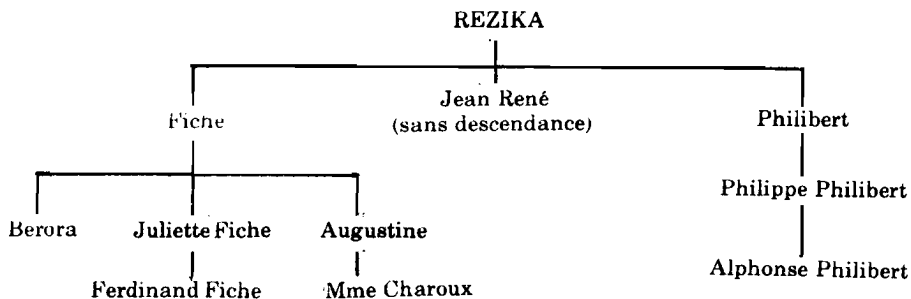 REZIKA
Fiche
Jean René
(sans descendance)
Philibert
Philippe Philibert
Berora Juliette Fiche Augustine
Alphonse Philibert
Ferdinand Fiche Mme Charoux